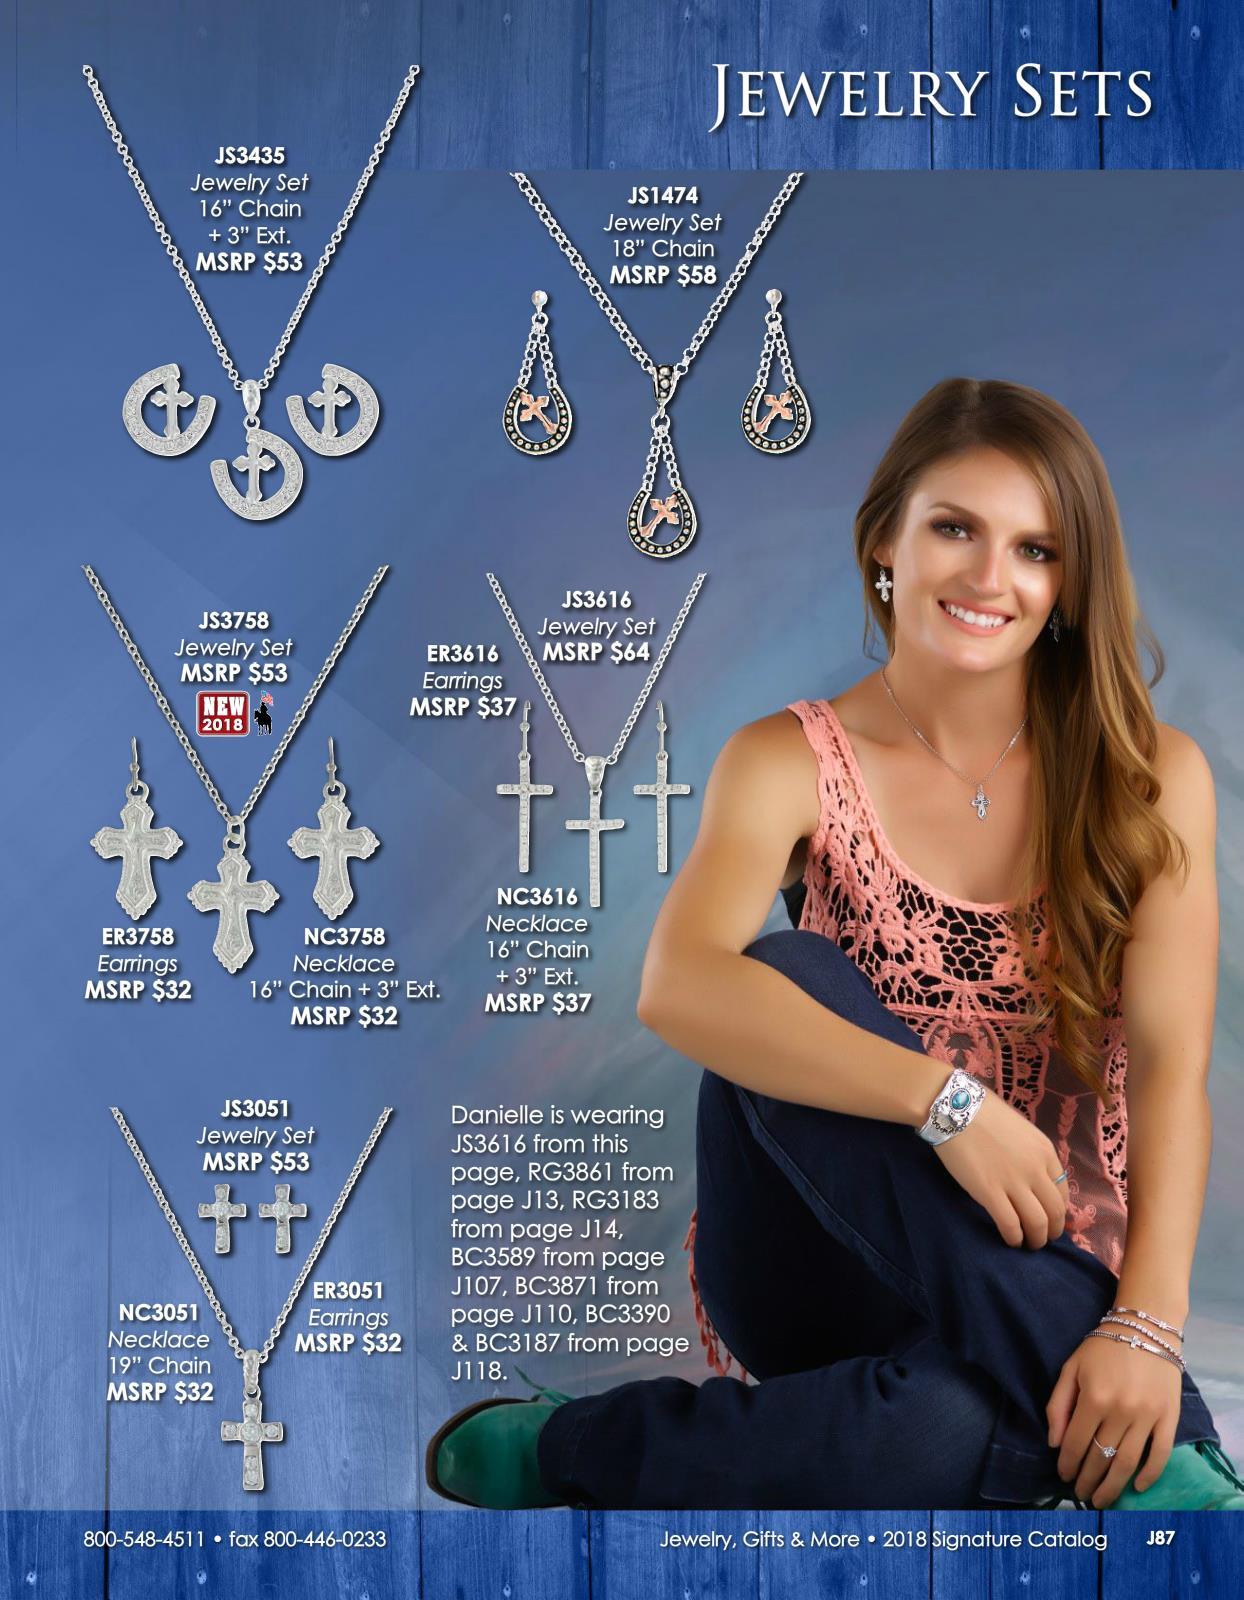 JEWELRY SETS
JS3435
Jewelry Set
16” Chain
+ 3” Ext.
MSRP $53
JS1474
Jewelry Set
18” Chain
MSRP $58
JS3758
Jewelry Set
MSRP $53
NEW
2018
ER3758
Earrings
MSRP $32
NC3758
Necklace
16” Chain + 3” Ext.
MSRP $32
JS3616
Jewelry Set
MSRP $64
ER3616
Earrings
MSRP $37
NC3616
Necklace
16” Chain
+ 3” Ext.
MSRP $37
JS3051
Jewelry Set
MSRP $53
ER3051
Earrings
MSRP $32
NC3051
Necklace
19” Chain
MSRP $32
Danielle is wearing
JS3616 from this
page, RG3861 from
page J13, RG3183
from page J14,
BC3589 from page
J107, BC3871 from
page J110, BC3390
& BC3187 from page
J118.
800-548-4511 • fax 800-446-0233
Jewelry, Gifts & More • 2018 Signature Catalog J87